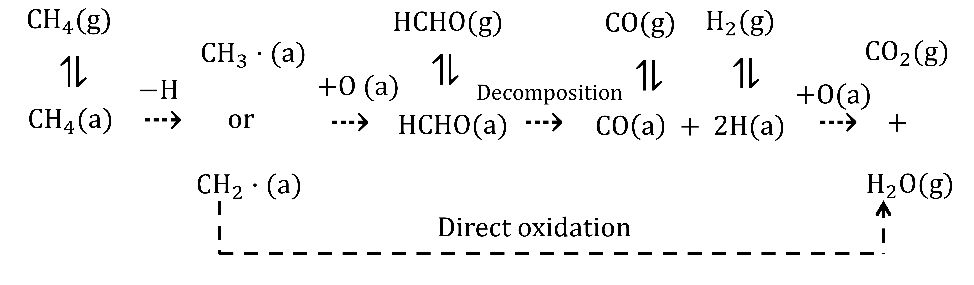 CH₄(g) HCHO(g) CO(g) H₂(g)
CH₃ · (a) CO₂(g)
−H +O (a) Decomposition +O(a)
CH₄(a) or HCHO(a) CO(a) + 2H(a) +
CH₂ · (a) H₂O(g)
Direct oxidation